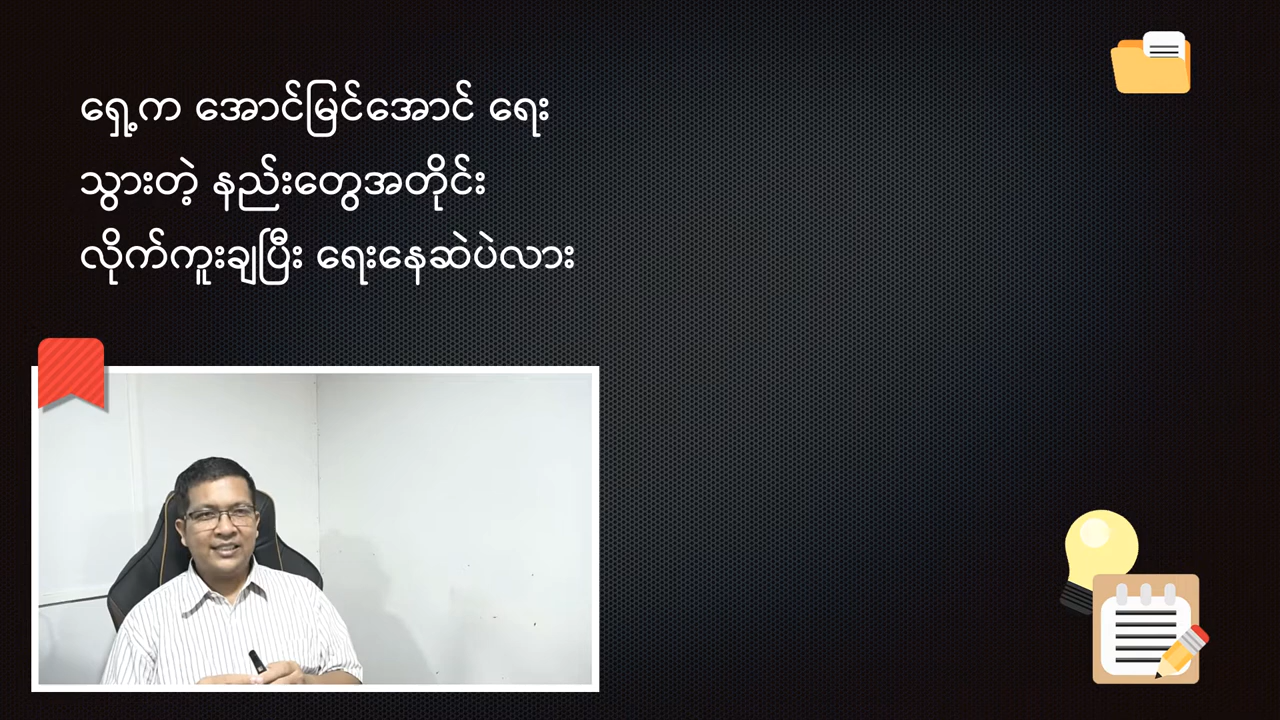 ရှေ့က အောင်မြင်အောင် ရေး
သွားတဲ့ နည်းတွေအတိုင်း
လိုက်ကူးချပြီး ရေးနေဆဲပဲလား